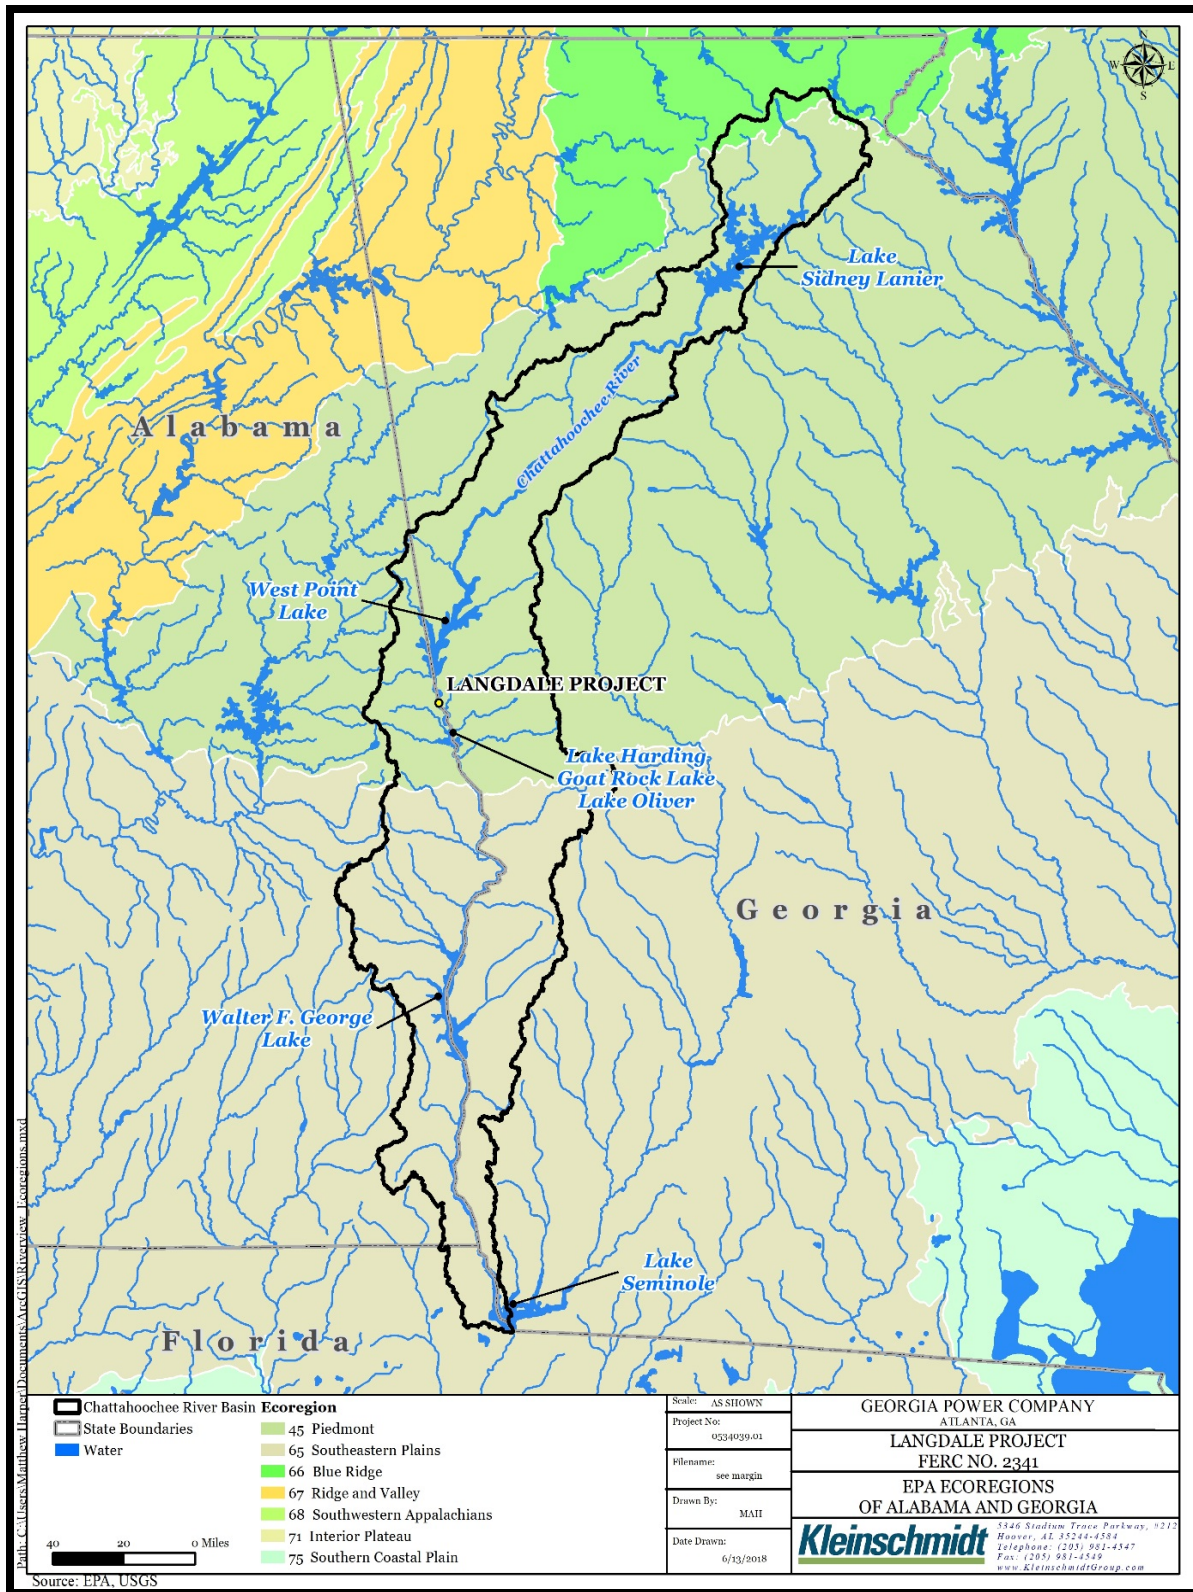 N
W E
S
Lake
Sidney Lanier
Chattahoochee River
Alabama
West Point
Lake
LANGDALE PROJECT
Lake Harding
Goat Rock Lake
Lake Oliver
Georgia
Walter F. George
Lake
Lake
Seminole
Florida
Path: C:\Users\Matthew Harper\Documents\ArcGIS\Riverview_Ecoregions.mxd
Chattahoochee River Basin
State Boundaries
Water
40 20 0 Miles
Source: EPA, USGS
Ecoregion
45 Piedmont
65 Southeastern Plains
66 Blue Ridge
67 Ridge and Valley
68 Southwestern Appalachians
71 Interior Plateau
75 Southern Coastal Plain
Scale: AS SHOWN
Project No:
0534039.01
Filename:
see margin
Drawn By:
MAH
Date Drawn:
6/13/2018
GEORGIA POWER COMPANY
ATLANTA, GA
LANGDALE PROJECT
FERC NO. 2341
EPA ECOREGIONS
OF ALABAMA AND GEORGIA
Kleinschmidt
5346 Stadium Trace Parkway, #212
Hoover, AL 35244-4584
Telephone: (205) 981-4547
Fax: (205) 981-4549
www.KleinschmidtGroup.com